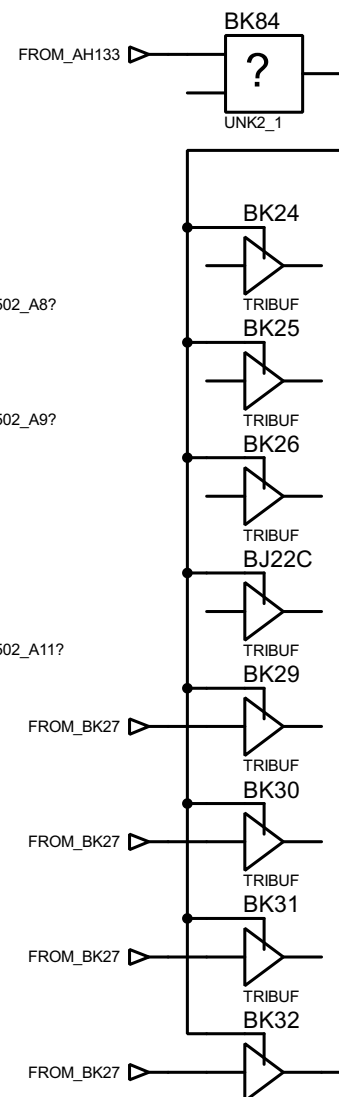 BK84
FROM_AH133
?
UNK2_1
BK24
TRIBUF
502_A8?
BK25
TRIBUF
502_A9?
BK26
TRIBUF
BJ22C
TRIBUF
502_A11?
BK29
FROM_BK27
TRIBUF
BK30
FROM_BK27
TRIBUF
BK31
FROM_BK27
TRIBUF
BK32
FROM_BK27